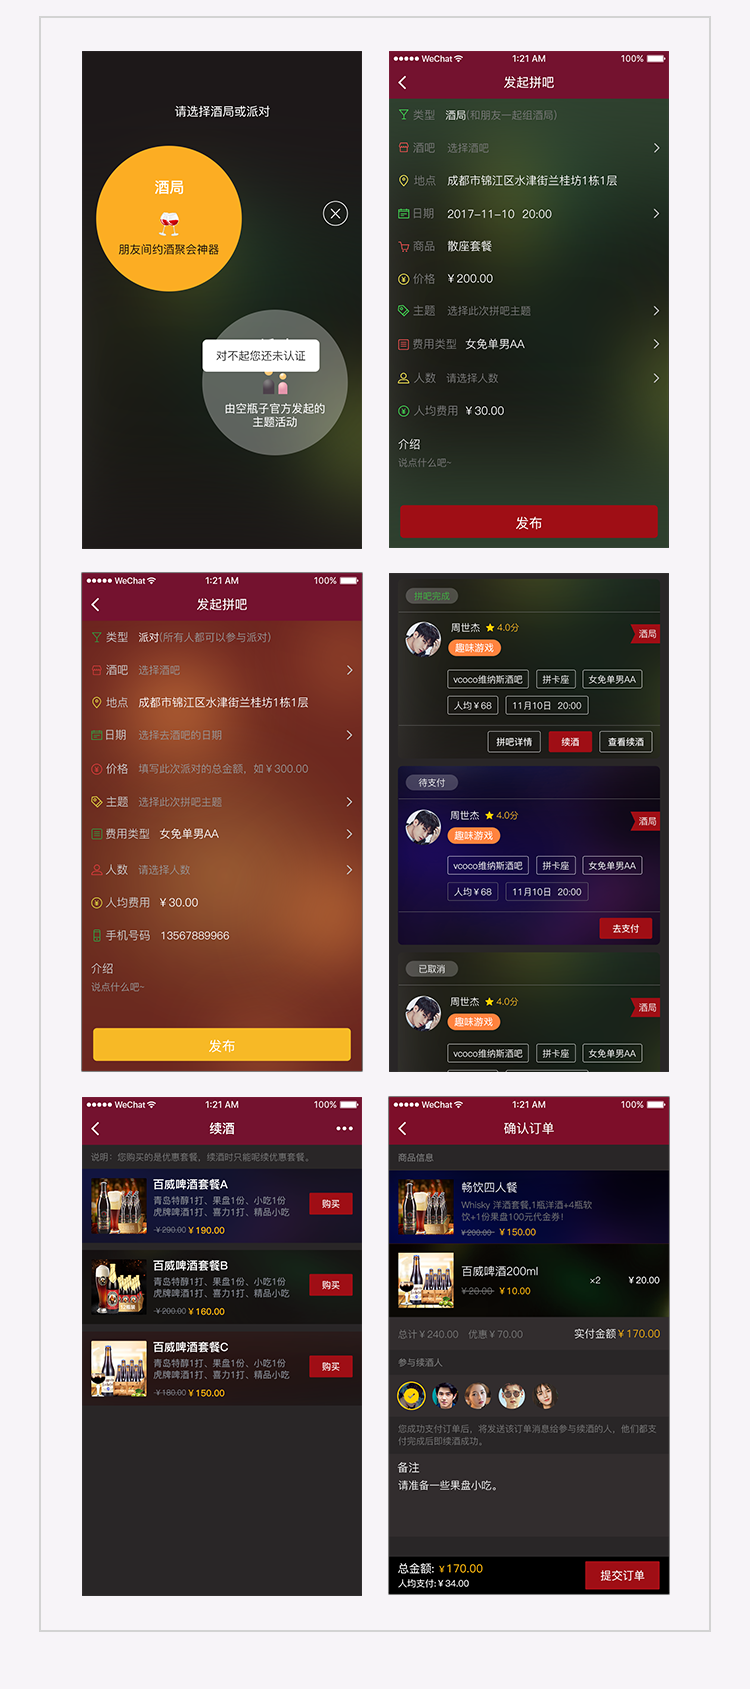 请选择酒局或派对
酒局
朋友间约酒聚会神器
对不起您还未认证
由空瓶子官方发起的
主题活动
WeChat 1:21 AM 100%
发起拼吧
类型 酒局(和朋友一起组酒局)
酒吧 选择酒吧
地点 成都市锦江区水津街兰桂坊1栋1层
日期 2017-11-10 20:00
商品 散座套餐
价格 ¥200.00
主题 选择此次拼吧主题
费用类型 女免单男AA
人数 请选择人数
人均费用 ¥30.00
介绍
说点什么吧~
发布
WeChat 1:21 AM 100%
发起拼吧
类型 派对(所有人都可以参与派对)
酒吧 选择酒吧
地点 成都市锦江区水津街兰桂坊1栋1层
日期 选择去酒吧的日期
价格 填写此次派对的总金额，如¥300.00
主题 选择此次拼吧主题
费用类型 女免单男AA
人数 请选择人数
人均费用 ¥30.00
手机号码 13567889966
介绍
说点什么吧~
发布
拼吧完成
周世杰 4.0分
酒局
趣味游戏
vcoco维纳斯酒吧 拼卡座 女免单男AA
人均¥68 11月10日 20:00
拼吧详情 续酒 查看续酒
待支付
周世杰 4.0分
酒局
趣味游戏
vcoco维纳斯酒吧 拼卡座 女免单男AA
人均¥68 11月10日 20:00
去支付
已取消
周世杰 4.0分
酒局
趣味游戏
vcoco维纳斯酒吧 拼卡座 女免单男AA
WeChat 1:21 AM 100%
续酒
说明：您购买的是优惠套餐，续酒时只能呢续优惠套餐。
百威啤酒套餐A
青岛特醇1打、果盘1份、小吃1份
虎牌啤酒1打、喜力1打、精品小吃
¥290.00 ¥190.00
购买
百威啤酒套餐B
青岛特醇1打、果盘1份、小吃1份
虎牌啤酒1打、喜力1打、精品小吃
¥200.00 ¥160.00
购买
百威啤酒套餐C
青岛特醇1打、果盘1份、小吃1份
虎牌啤酒1打、喜力1打、精品小吃
¥180.00 ¥150.00
购买
WeChat 1:21 AM 100%
确认订单
商品信息
畅饮四人餐
Whisky 洋酒套餐,1瓶洋酒+4瓶软
饮+1份果盘100元代金券!
¥200.00 ¥150.00
百威啤酒200ml
¥20.00 ¥10.00
×2 ¥20.00
总计¥240.00 优惠¥70.00 实付金额¥170.00
参与续酒人
您成功支付订单后，将发送该订单消息给参与续酒的人，他们都支
付完成后即续酒成功。
备注
请准备一些果盘小吃。
总金额: ¥170.00
人均支付:¥34.00
提交订单